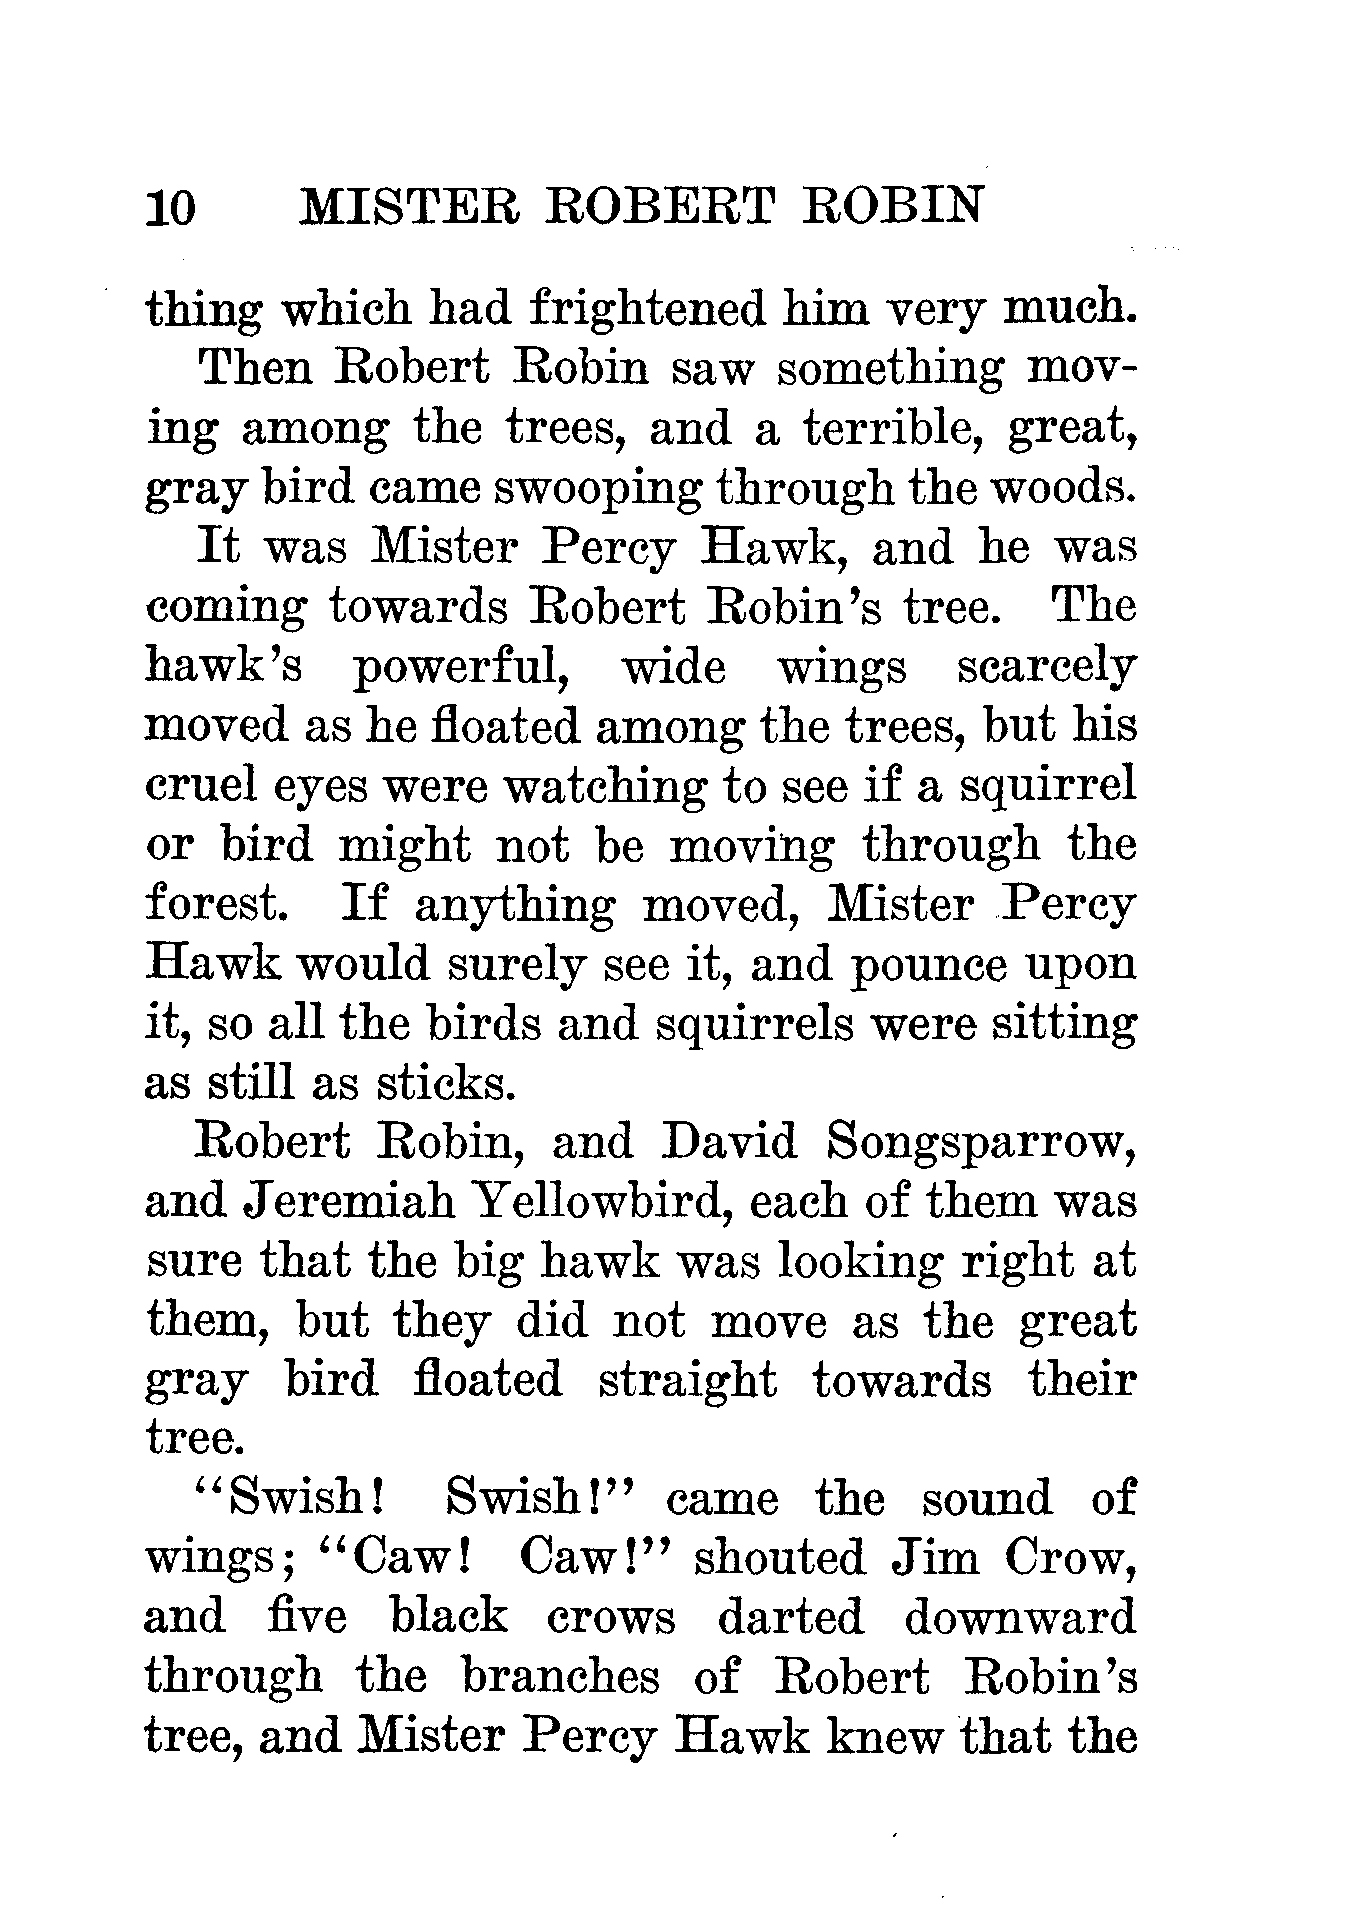 10 MISTER ROBERT ROBIN
thing which had frightened him very much.
Then Robert Robin saw something mov-
ing among the trees, and a terrible, great,
gray bird came swooping through the woods.
It was Mister Percy Hawk, and he was
coming towards Robert Robin's tree. The
hawk's powerful, wide wings scarcely
moved as he floated among the trees, but his
cruel eyes were watching to see if a squirrel
or bird might not be moving through the
forest. If anything moved, Mister Percy
Hawk would surely see it, and pounce upon
it, so all the birds and squirrels were sitting
as still as sticks.
Robert Robin, and David Songsparrow,
and Jeremiah Yellowbird, each of them was
sure that the big hawk was looking right at
them, but they did not move as the great
gray bird floated straight towards their
tree.
"Swish! Swish!" came the sound of
wings; "Caw! Caw!" shouted Jim Crow,
and five black crows darted downward
through the branches of Robert Robin's
tree, and Mister Percy Hawk knew that the